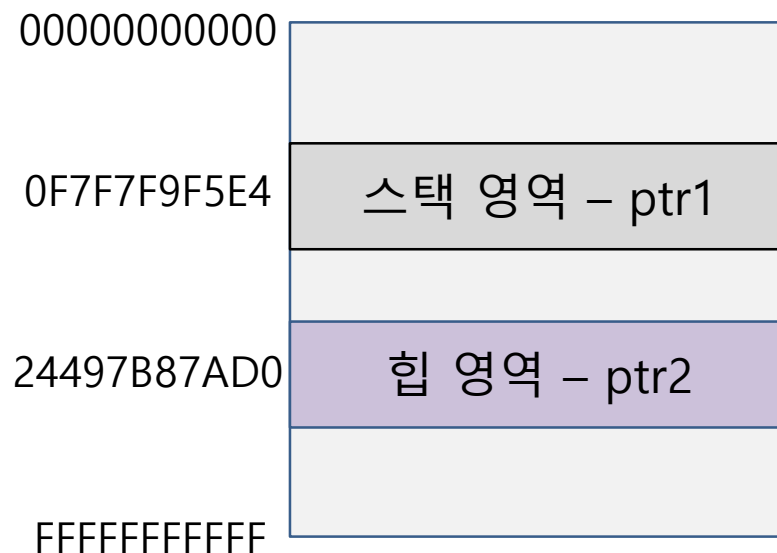 00000000000
0F7F7F9F5E4
스택 영역 – ptr1
24497B87AD0
힙 영역 – ptr2
FFFFFFFFFFF